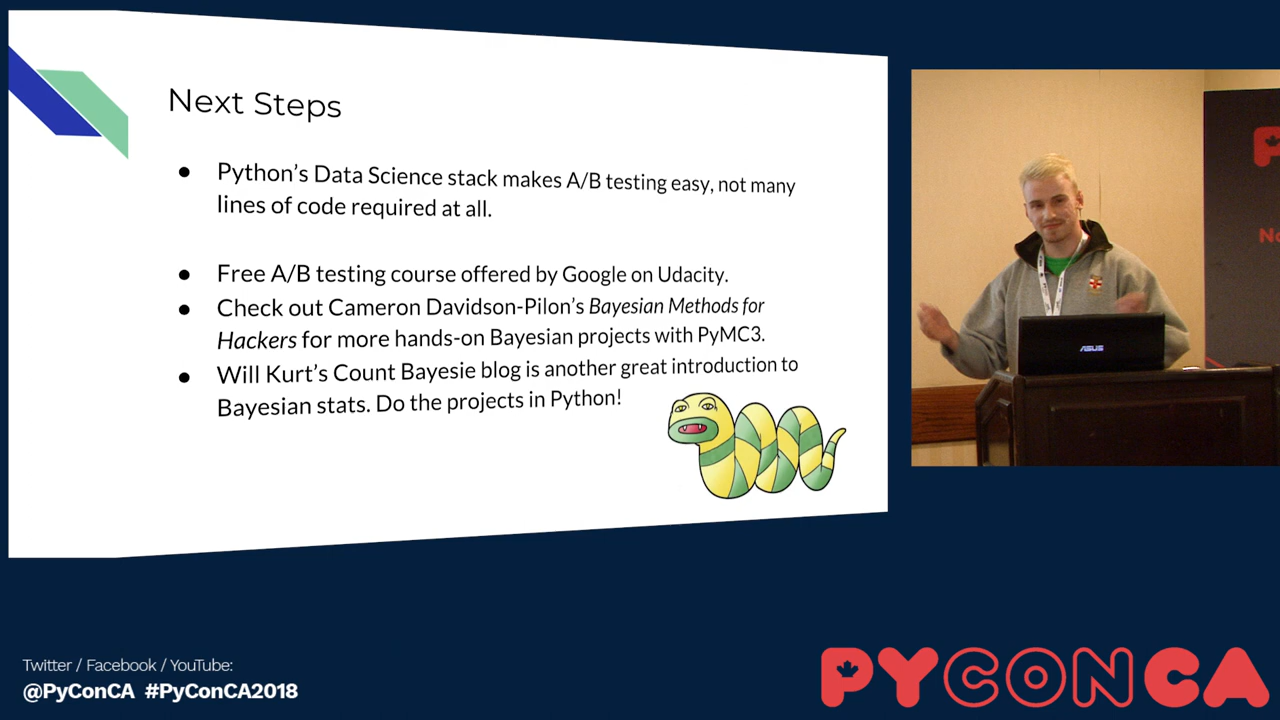 Next Steps
● Python's Data Science stack makes A/B testing easy, not many
lines of code required at all.
● Free A/B testing course offered by Google on Udacity.
● Check out Cameron Davidson-Pilon's Bayesian Methods for
Hackers for more hands-on Bayesian projects with PyMC3.
● Will Kurt's Count Bayesie blog is another great introduction to
Bayesian stats. Do the projects in Python!
ASUS
Twitter / Facebook / YouTube:
@PyConCA #PyConCA2018
PYCONCA